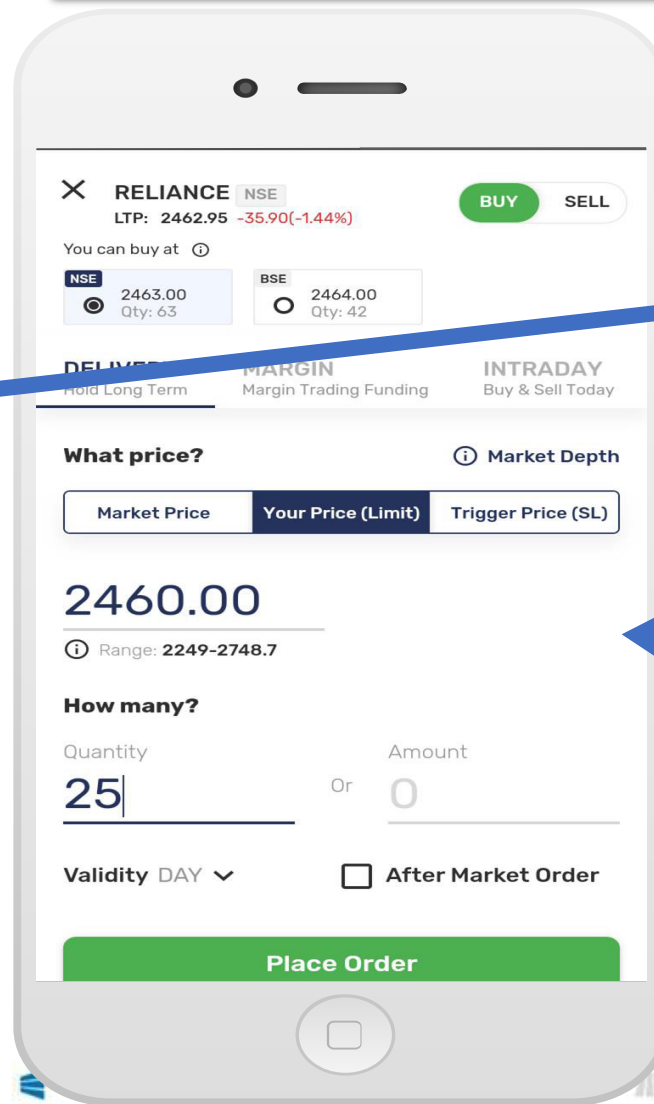 RELIANCE NSE
BUY SELL
LTP: 2462.95 -35.90(-1.44%)
You can buy at
NSE
2463.00
Qty: 63
BSE
2464.00
Qty: 42
MARGIN INTRADAY
Hold Long Term Margin Trading Funding Buy & Sell Today
What price? Market Depth
Market Price Your Price (Limit) Trigger Price (SL)
2460.00
Range: 2249-2748.7
How many?
Quantity Amount
25 Or 0
Validity DAY After Market Order
Place Order